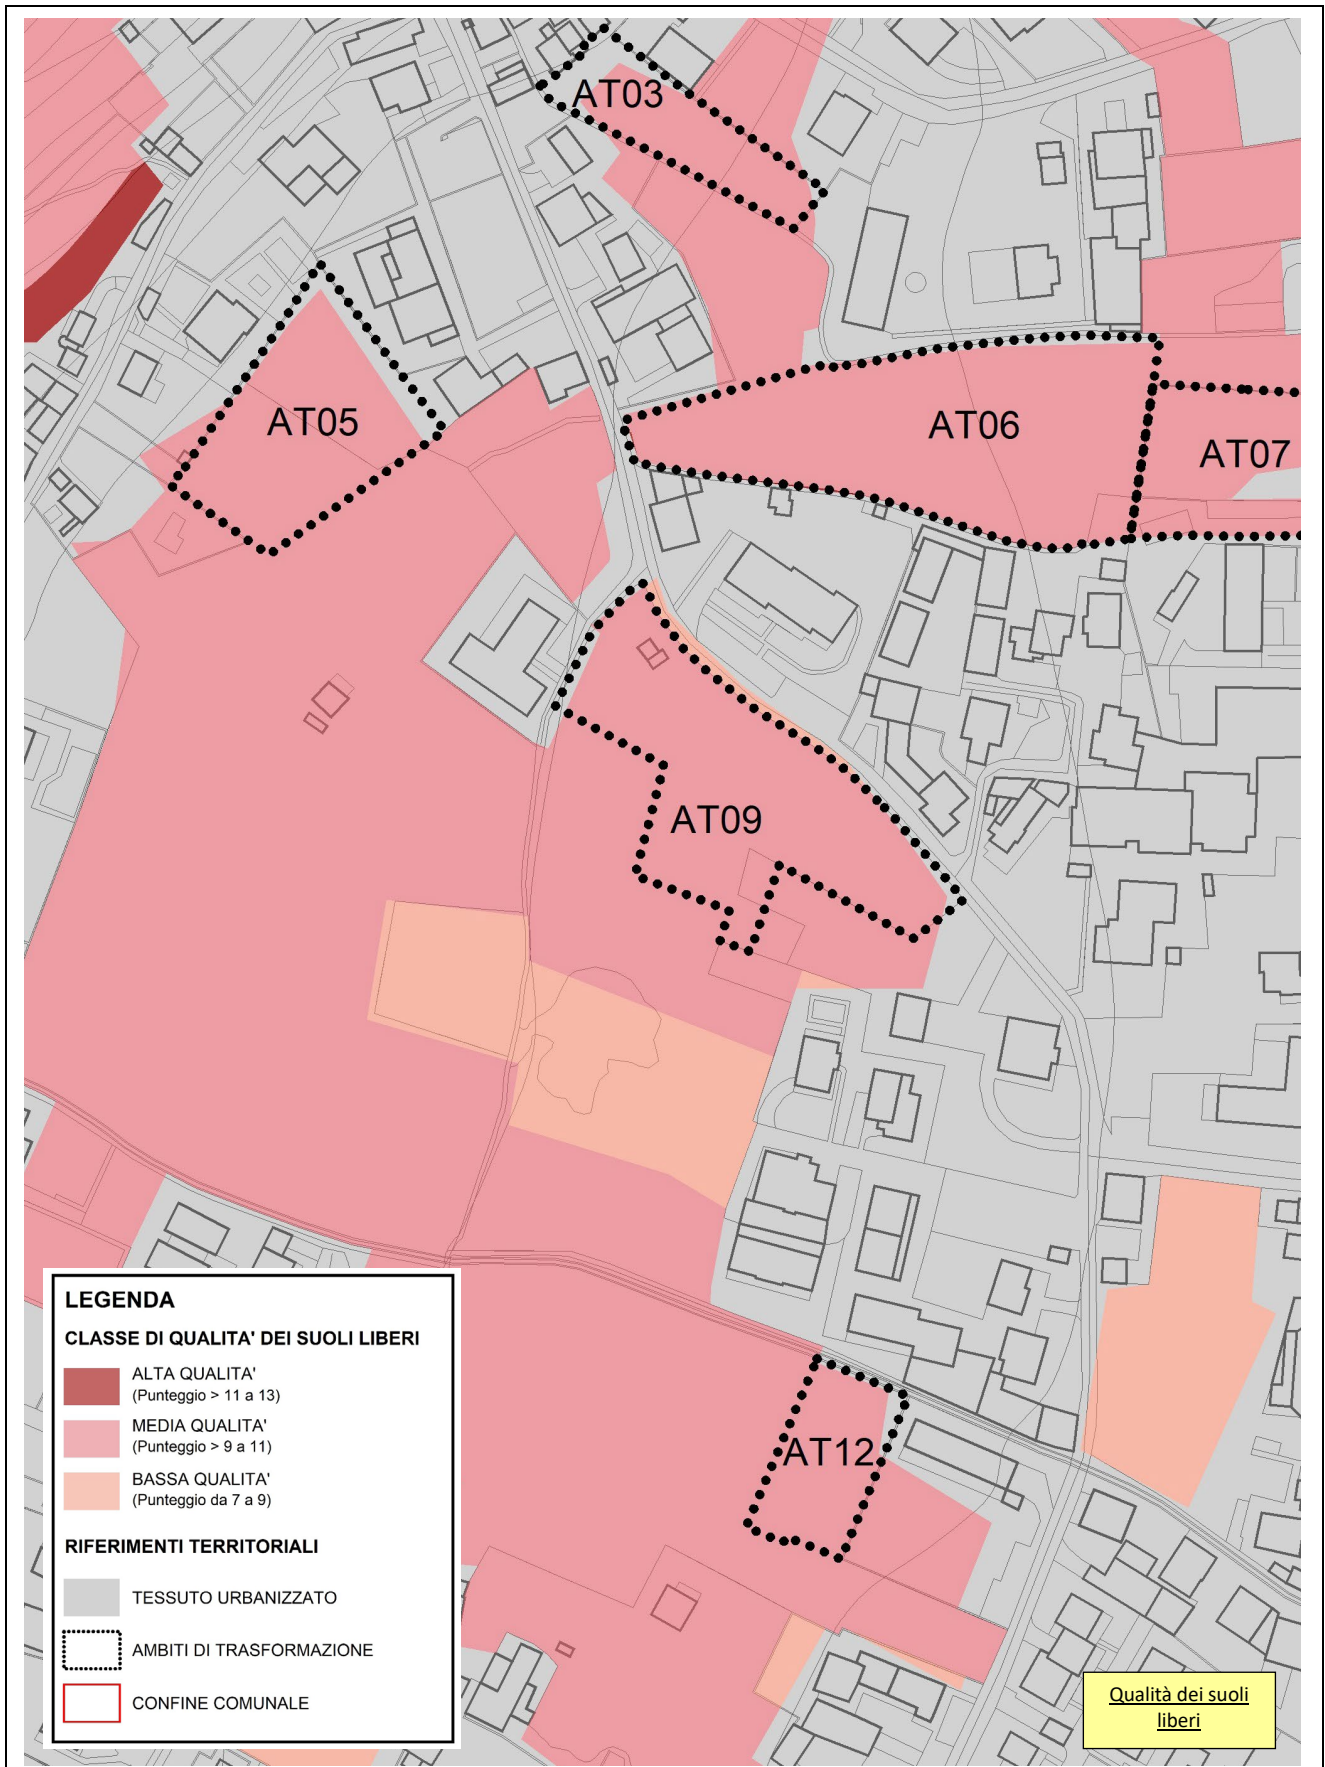 AT03
AT05
AT06
AT07
AT09
AT12
LEGENDA
CLASSE DI QUALITA' DEI SUOLI LIBERI
ALTA QUALITA'
(Punteggio > 11 a 13)
MEDIA QUALITA'
(Punteggio > 9 a 11)
BASSA QUALITA'
(Punteggio da 7 a 9)
RIFERIMENTI TERRITORIALI
TESSUTO URBANIZZATO
AMBITI DI TRASFORMAZIONE
CONFINE COMUNALE
Qualità dei suoli
liberi